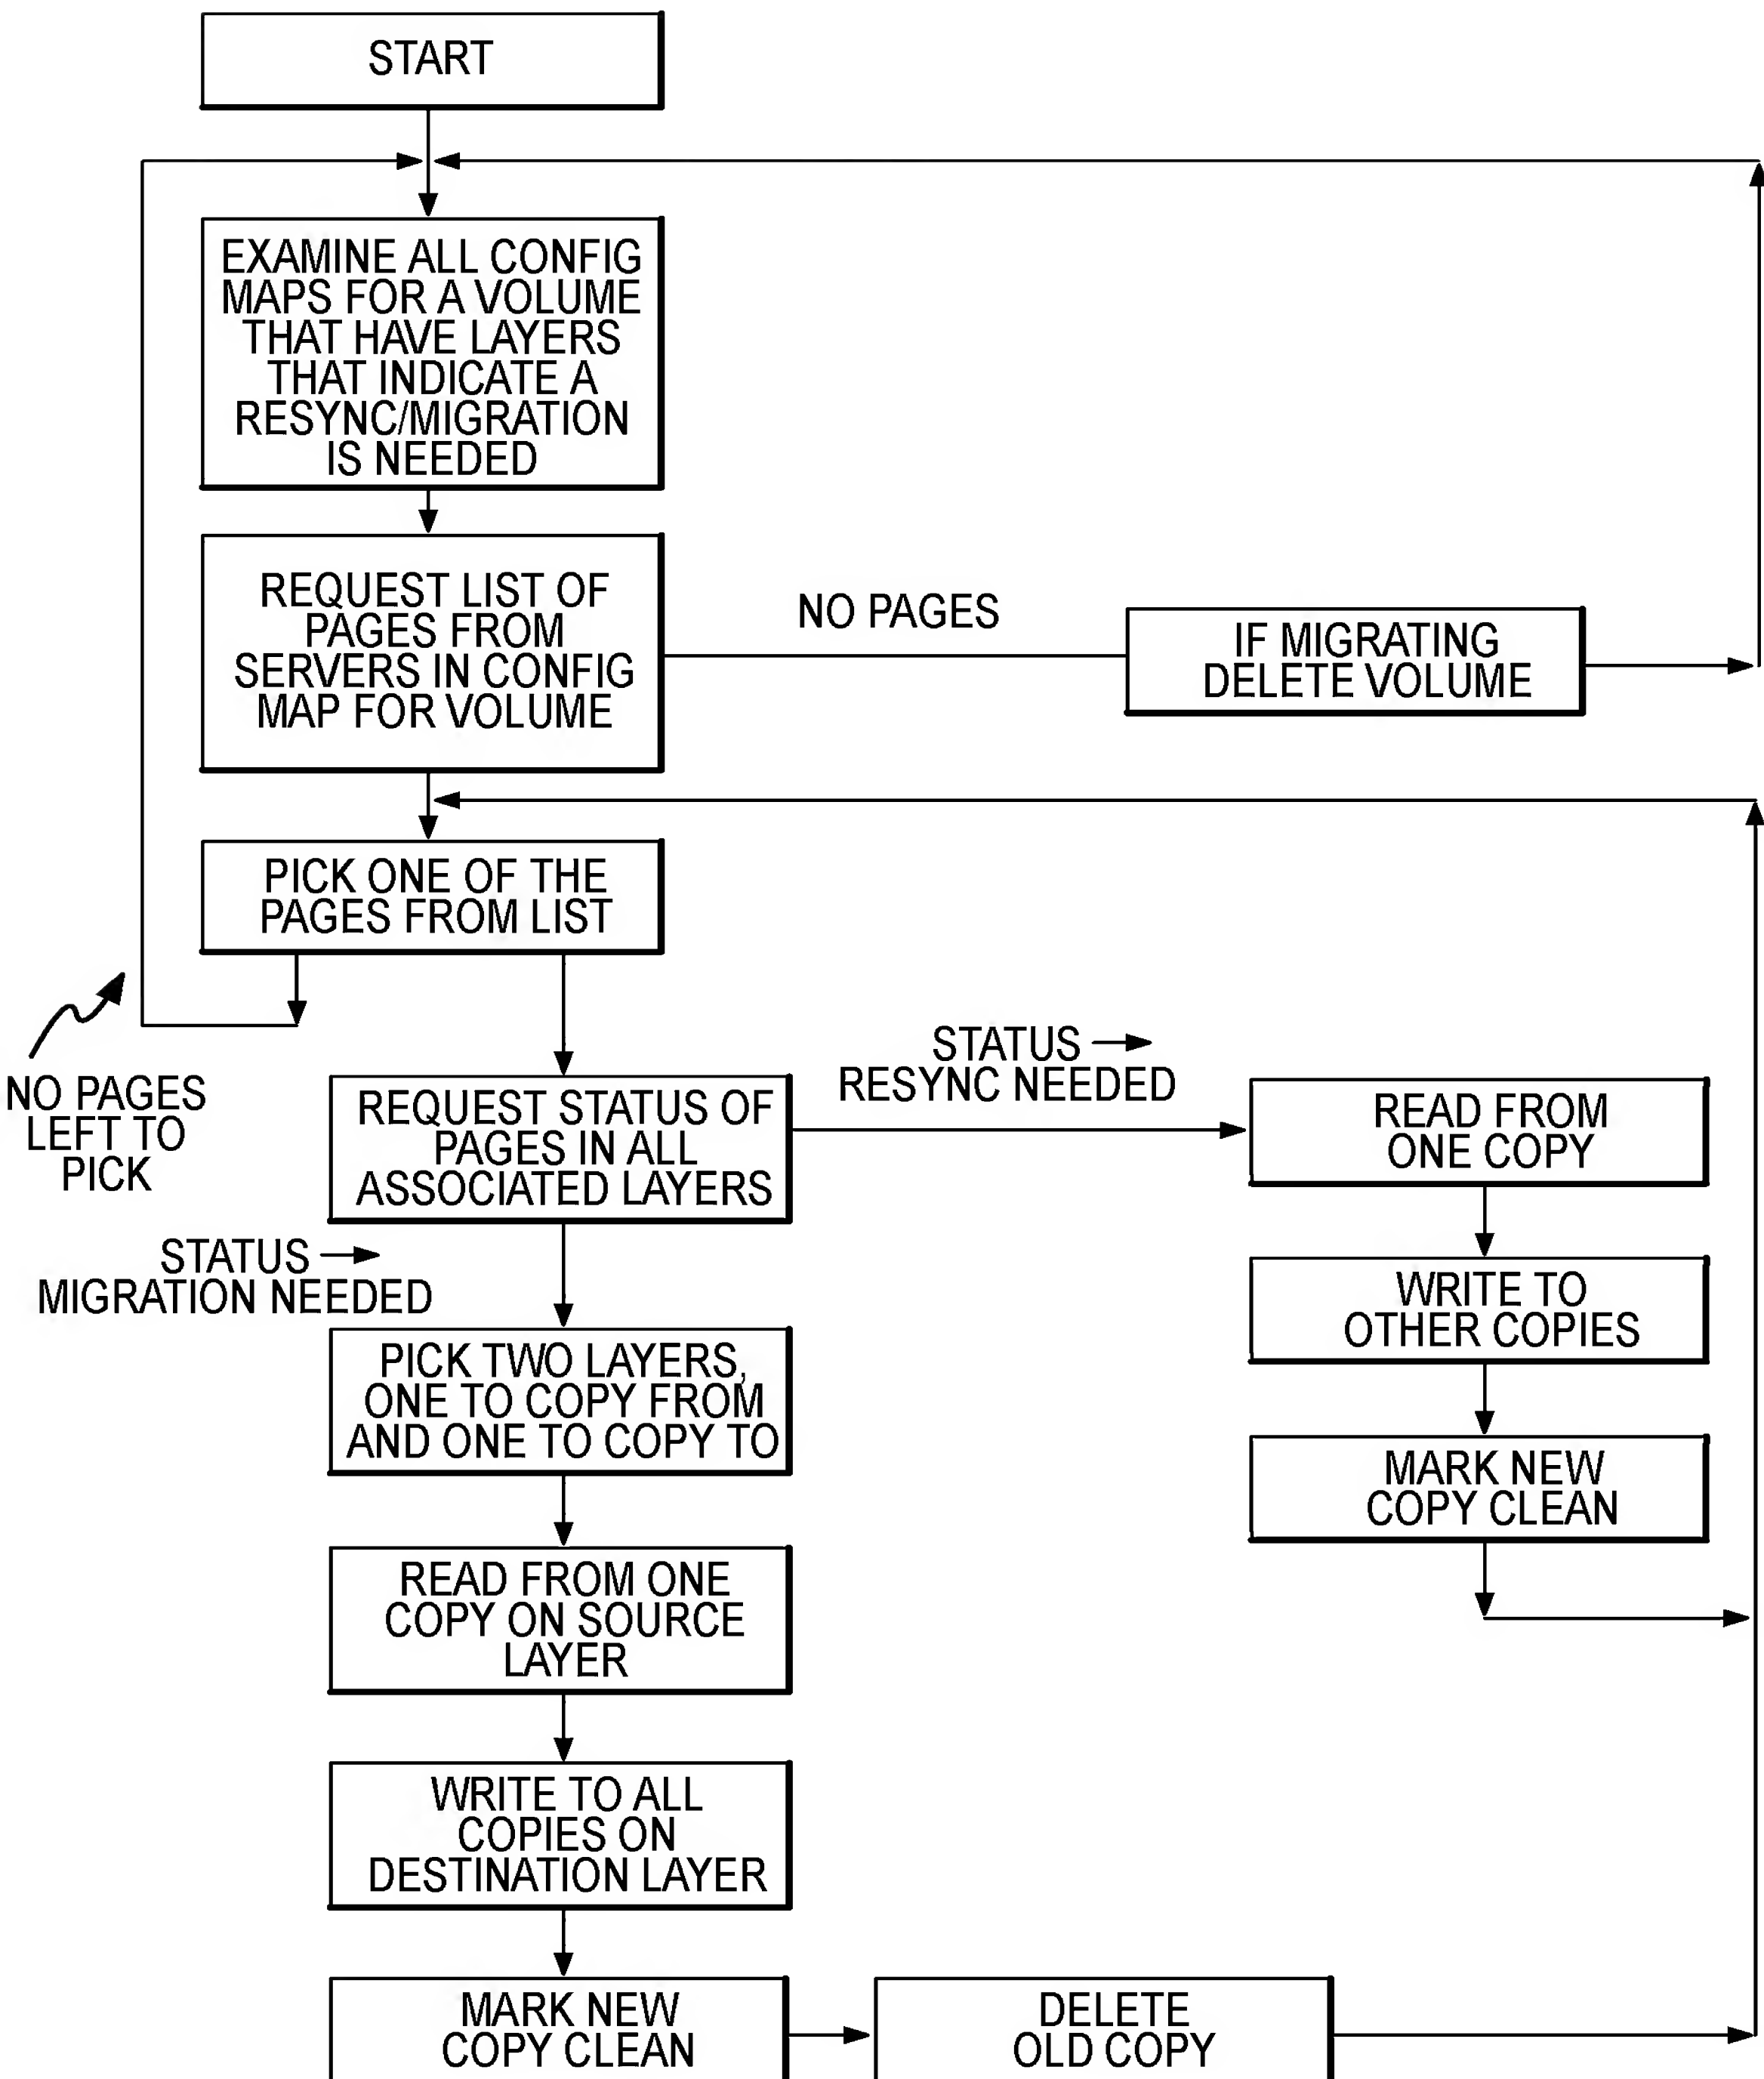 START
EXAMINE ALL CONFIG
MAPS FOR A VOLUME
THAT HAVE LAYERS
THAT INDICATE A
RESYNC/MIGRATION
IS NEEDED
REQUEST LIST OF
PAGES FROM
SERVERS IN CONFIG
MAP FOR VOLUME
NO PAGES
IF MIGRATING
DELETE VOLUME
PICK ONE OF THE
PAGES FROM LIST
NO PAGES
LEFT TO
PICK
REQUEST STATUS OF
PAGES IN ALL
ASSOCIATED LAYERS
STATUS →
RESYNC NEEDED
READ FROM
ONE COPY
WRITE TO
OTHER COPIES
MARK NEW
COPY CLEAN
STATUS →
MIGRATION NEEDED
PICK TWO LAYERS,
ONE TO COPY FROM
AND ONE TO COPY TO
READ FROM ONE
COPY ON SOURCE
LAYER
WRITE TO ALL
COPIES ON
DESTINATION LAYER
MARK NEW
COPY CLEAN
DELETE
OLD COPY